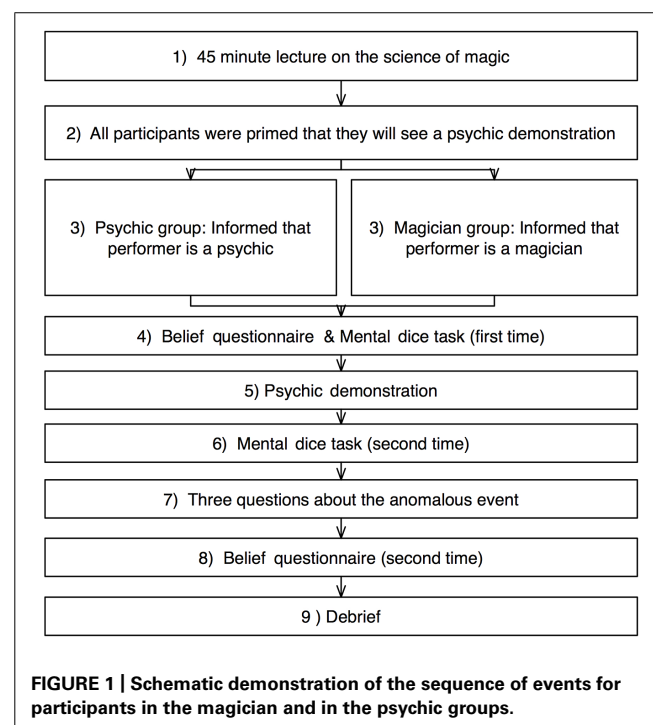 1) 45 minute lecture on the science of magic
2) All participants were primed that they will see a psychic demonstration
3) Psychic group: Informed that
performer is a psychic
3) Magician group: Informed that
performer is a magician
4) Belief questionnaire & Mental dice task (first time)
5) Psychic demonstration
6) Mental dice task (second time)
7) Three questions about the anomalous event
8) Belief questionnaire (second time)
9 ) Debrief
FIGURE 1 | Schematic demonstration of the sequence of events for
participants in the magician and in the psychic groups.